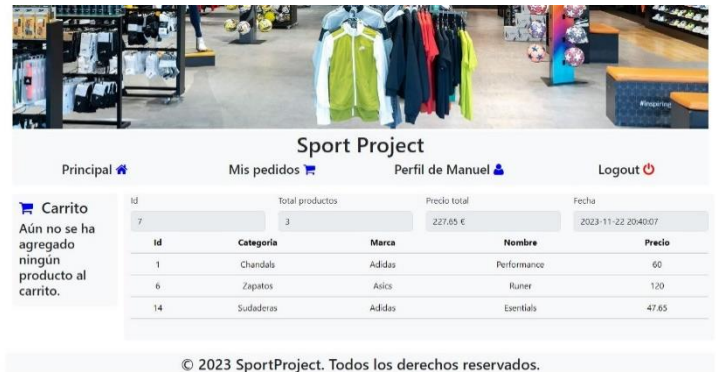 #inspiring
Sport Project
Principal
Mis pedidos
Perfil de Manuel
Logout
Carrito
Aún no se ha
agregado
ningún
producto al
carrito.
Id Total productos Precio total Fecha
7 3 227.65 € 2023-11-22 20:40:07
Id Categoria Marca Nombre Precio
1 Chandals Adidas Performance 60
6 Zapatos Asics Runer 120
14 Sudaderas Adidas Esentials 47.65
© 2023 SportProject. Todos los derechos reservados.